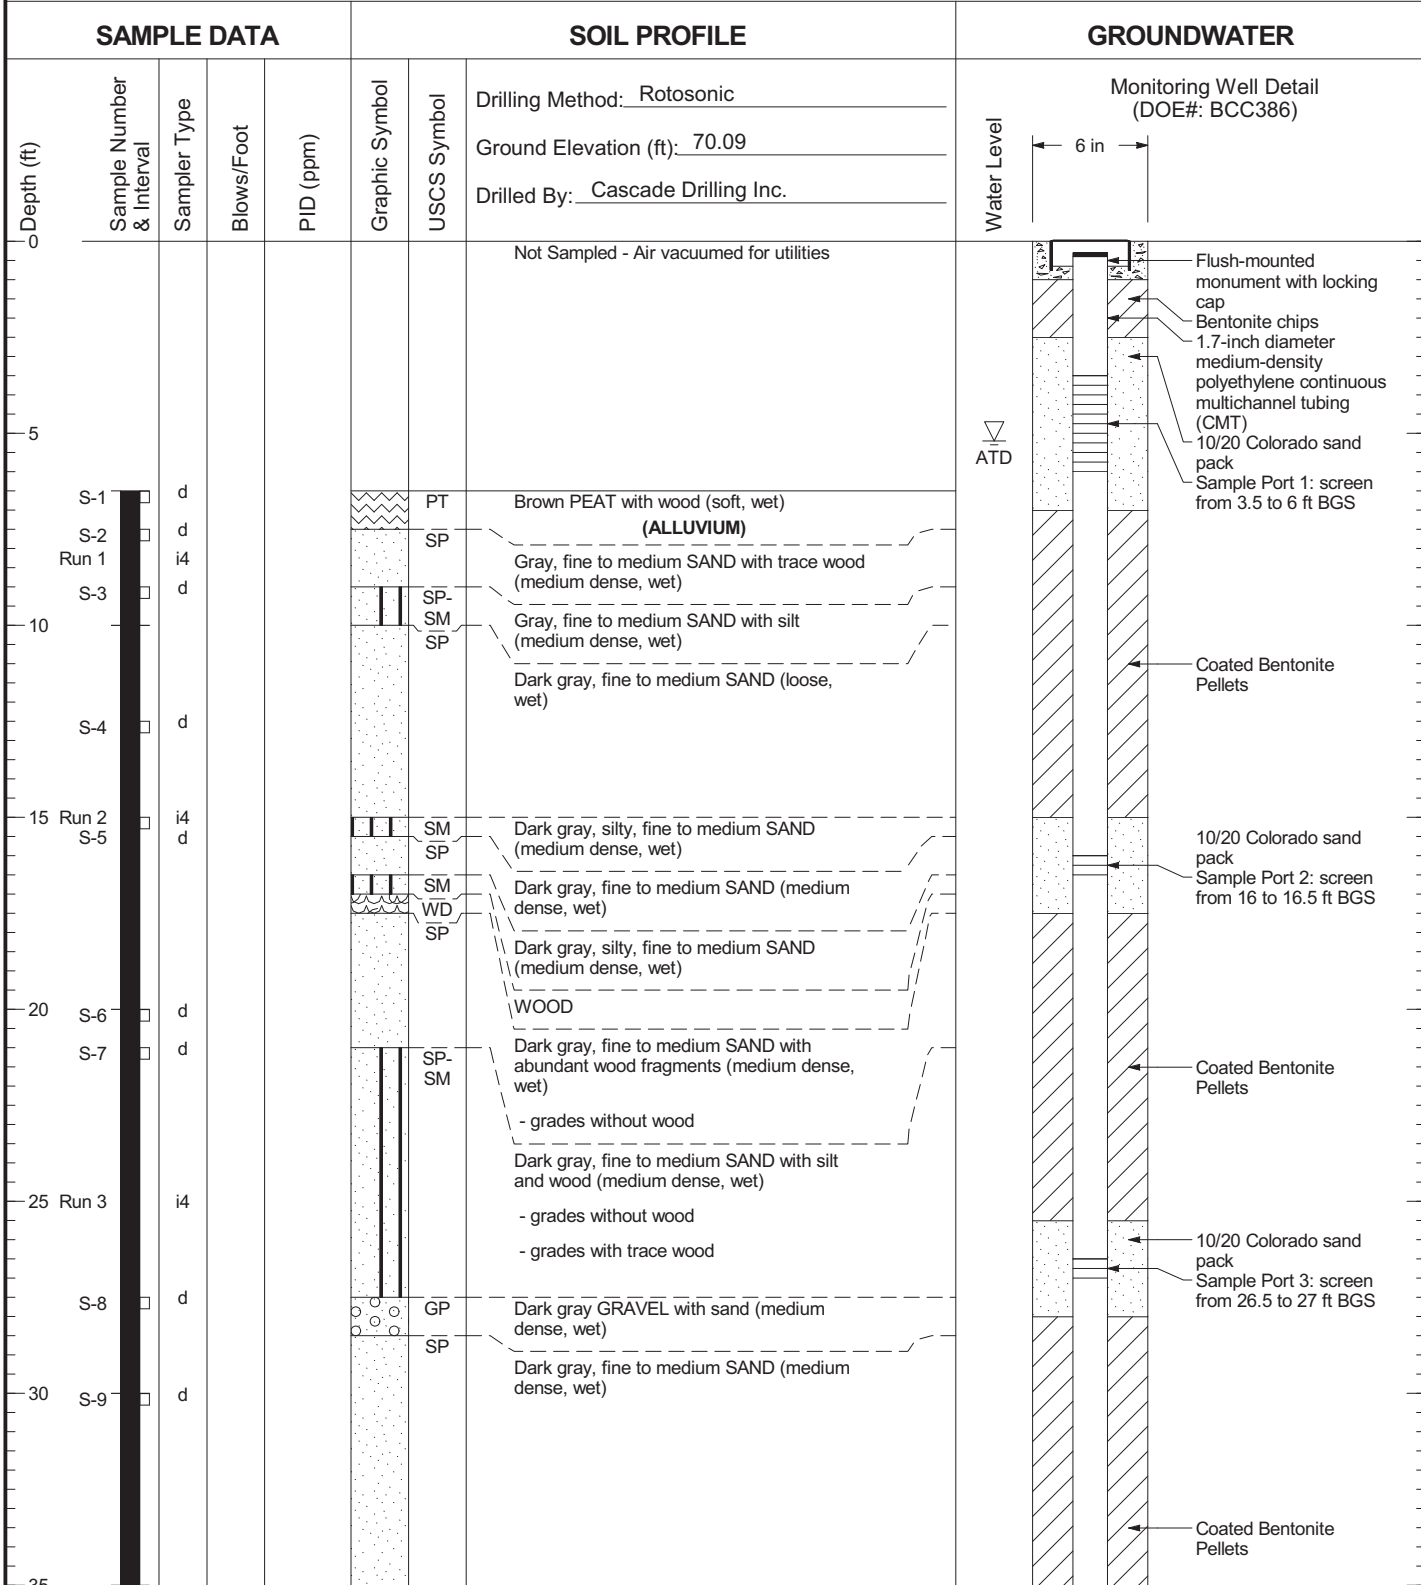 SAMPLE DATA
SOIL PROFILE
GROUNDWATER
Depth (ft)
Sample Number
& Interval
Sampler Type
Blows/Foot
PID (ppm)
Graphic Symbol
USCS Symbol
Drilling Method: Rotosonic
Ground Elevation (ft): 70.09
Drilled By: Cascade Drilling Inc.
Water Level
Monitoring Well Detail
(DOE#: BCC386)
6 in
0
5
10
15
20
25
30
35
S-1
S-2
Run 1
S-3
S-4
Run 2
S-5
S-6
S-7
Run 3
S-8
S-9
d
d
i4
d
d
i4
d
d
d
i4
d
d
PT
SP
SP-
SM
SP
SM
SP
SM
WD
SP
SP-
SM
GP
SP
Not Sampled - Air vacuumed for utilities
Brown PEAT with wood (soft, wet)
(ALLUVIUM)
Gray, fine to medium SAND with trace wood
(medium dense, wet)
Gray, fine to medium SAND with silt
(medium dense, wet)
Dark gray, fine to medium SAND (loose,
wet)
Dark gray, silty, fine to medium SAND
(medium dense, wet)
Dark gray, fine to medium SAND (medium
dense, wet)
Dark gray, silty, fine to medium SAND
(medium dense, wet)
WOOD
Dark gray, fine to medium SAND with
abundant wood fragments (medium dense,
wet)
- grades without wood
Dark gray, fine to medium SAND with silt
and wood (medium dense, wet)
- grades without wood
- grades with trace wood
Dark gray GRAVEL with sand (medium
dense, wet)
Dark gray, fine to medium SAND (medium
dense, wet)
ATD
Flush-mounted
monument with locking
cap
Bentonite chips
1.7-inch diameter
medium-density
polyethylene continuous
multichannel tubing
(CMT)
10/20 Colorado sand
pack
Sample Port 1: screen
from 3.5 to 6 ft BGS
Coated Bentonite
Pellets
10/20 Colorado sand
pack
Sample Port 2: screen
from 16 to 16.5 ft BGS
Coated Bentonite
Pellets
10/20 Colorado sand
pack
Sample Port 3: screen
from 26.5 to 27 ft BGS
Coated Bentonite
Pellets